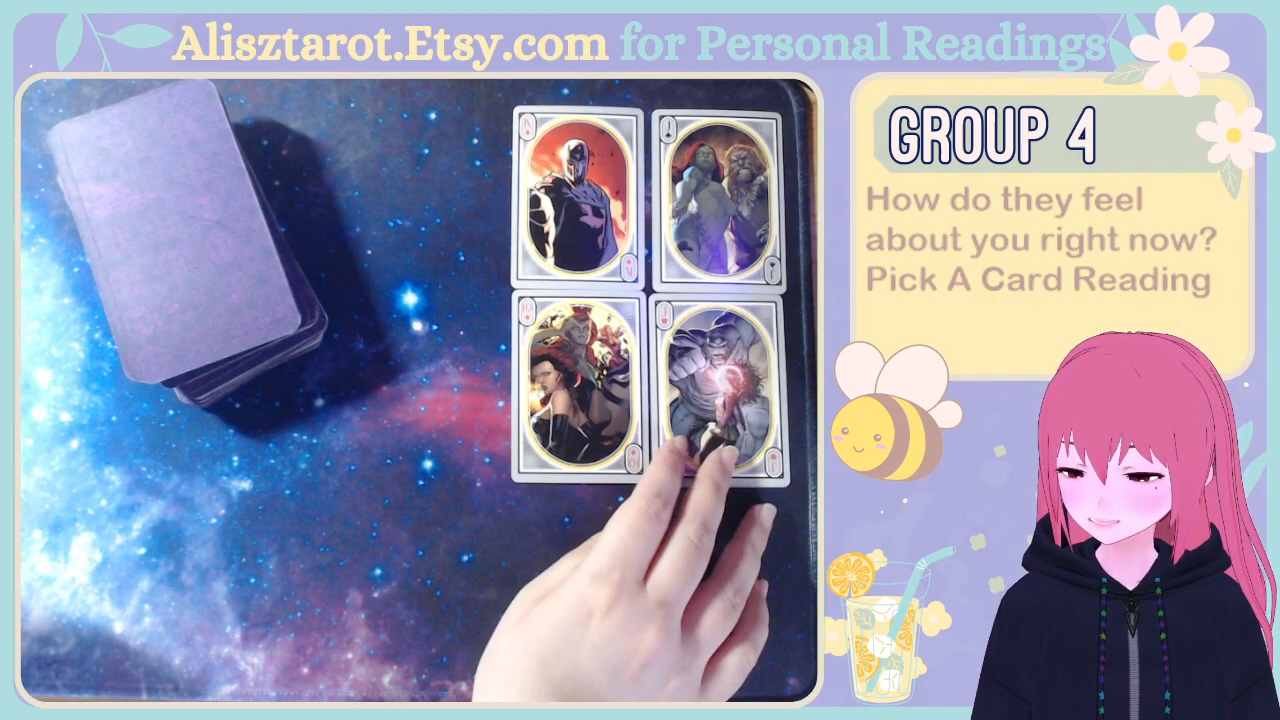 Alisztarot.Etsy.com for Personal Readings
GROUP 4
How do they feel
about you right now?
Pick A Card Reading